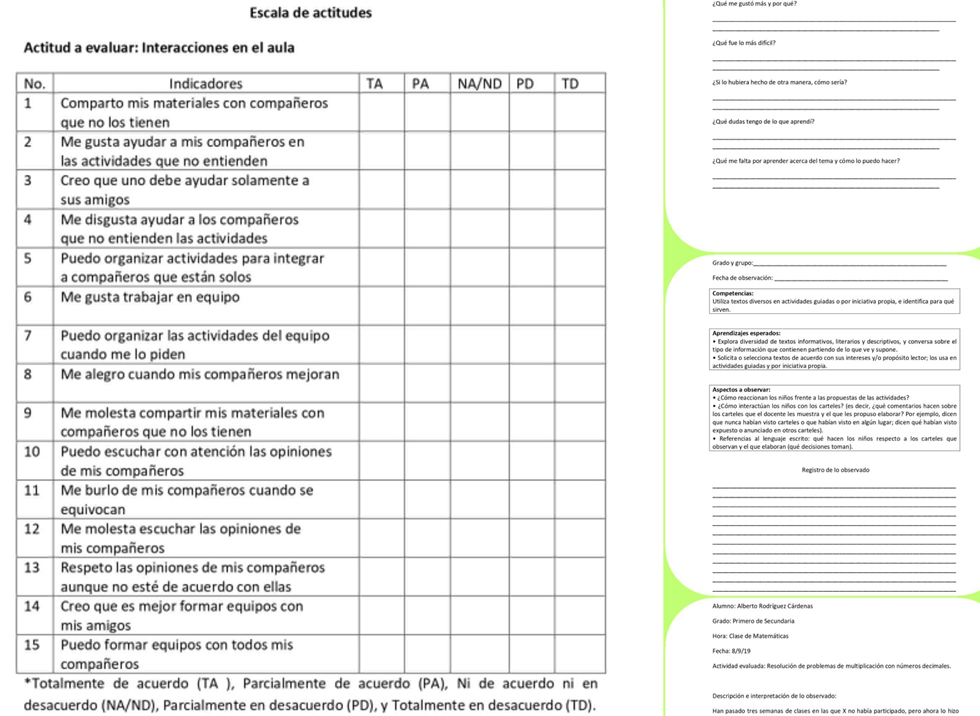 Escala de actitudes
Actitud a evaluar: Interacciones en el aula
No. Indicadores TA PA NA/ND PD TD
1 Comparto mis materiales con compañeros
que no los tienen
2 Me gusta ayudar a mis compañeros en
las actividades que no entienden
3 Creo que uno debe ayudar solamente a
sus amigos
4 Me disgusta ayudar a los compañeros
que no entienden las actividades
5 Puedo organizar actividades para integrar
a compañeros que están solos
6 Me gusta trabajar en equipo
7 Puedo organizar las actividades del equipo
cuando me lo piden
8 Me alegro cuando mis compañeros mejoran
9 Me molesta compartir mis materiales con
compañeros que no los tienen
10 Puedo escuchar con atención las opiniones
de mis compañeros
11 Me burlo de mis compañeros cuando se
equivocan
12 Me molesta escuchar las opiniones de
mis compañeros
13 Respeto las opiniones de mis compañeros
aunque no esté de acuerdo con ellas
14 Creo que es mejor formar equipos con
mis amigos
15 Puedo formar equipos con todos mis
compañeros
*Totalmente de acuerdo (TA ), Parcialmente de acuerdo (PA), Ni de acuerdo ni en
desacuerdo (NA/ND), Parcialmente en desacuerdo (PD), y Totalmente en desacuerdo (TD).
¿Qué me gustó más y por qué?
¿Qué fue lo más difícil?
¿Si lo hubiera hecho de otra manera, cómo sería?
¿Qué dudas tengo de lo que aprendí?
¿Qué me falta por aprender acerca del tema y cómo lo puedo hacer?
Grado y grupo:
Fecha de observación:
Competencias:
Utiliza textos diversos en actividades guiadas o por iniciativa propia, e identifica para qué
sirven.
Aprendizajes esperados:
• Explora diversidad de textos informativos, literarios y descriptivos, y conversa sobre el
tipo de información que contienen partiendo de lo que ve y supone.
• Solicita o selecciona textos de acuerdo con sus intereses y/o propósito lector; los usa en
actividades guiadas y por iniciativa propia.
Aspectos a observar:
• ¿Cómo reaccionan los niños frente a las propuestas de las actividades?
• ¿Cómo interactúan los niños con los carteles? (es decir, ¿qué comentarios hacen sobre
los carteles que el docente les muestra y el que les propuso elaborar? Por ejemplo, dicen
que nunca habían visto carteles o que habían visto en algún lugar; dicen qué habían visto
expuesto o anunciado en otros carteles).
• Referencias al lenguaje escrito: qué hacen los niños respecto a los carteles que
observan y el que elaboran (qué decisiones toman).
Registro de lo observado
Alumno: Alberto Rodríguez Cárdenas
Grado: Primero de Secundaria
Hora: Clase de Matemáticas
Fecha: 8/9/19
Actividad evaluada: Resolución de problemas de multiplicación con números decimales.
Descripción e interpretación de lo observado:
Han pasado tres semanas de clases en las que X no había participado, pero ahora lo hizo